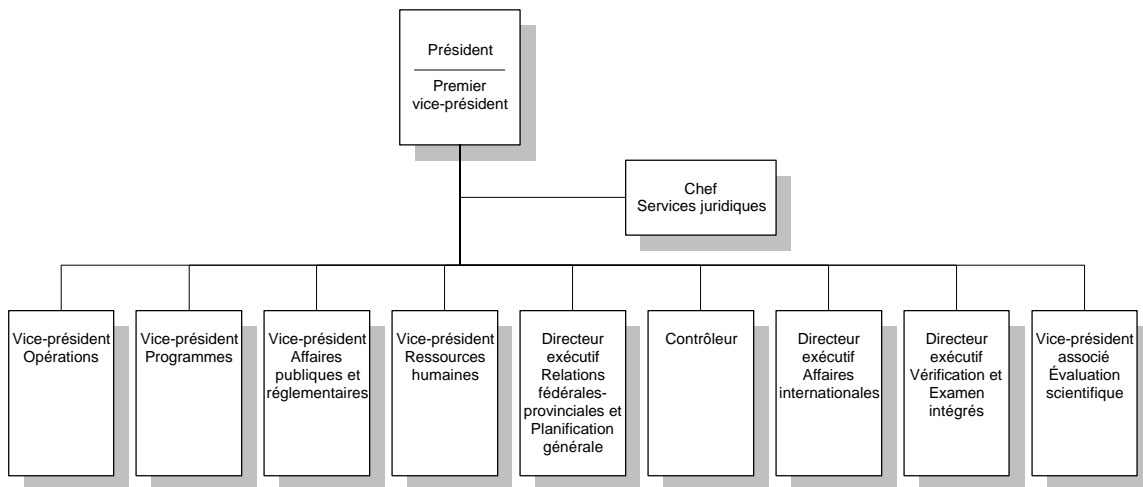 Président
Premier
vice-président
Chef
Services juridiques
Vice-président
Opérations
Vice-président
Programmes
Vice-président
Affaires
publiques et
réglementaires
Vice-président
Ressources
humaines
Directeur
exécutif
Relations
fédérales-
provinciales et
Planification
générale
Contrôleur
Directeur
exécutif
Affaires
internationales
Directeur
exécutif
Vérification et
Examen
intégrés
Vice-président
associé
Évaluation
scientifique